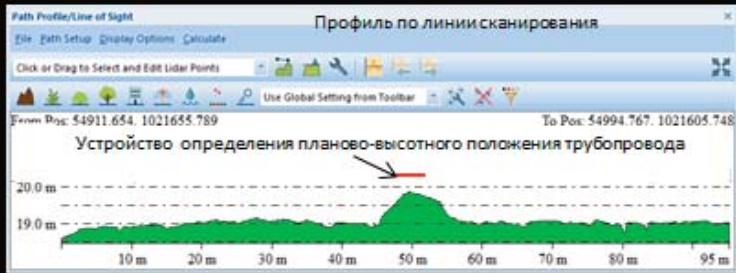 Path Profile/Line of Sight
Профиль по линии сканирования
File Path Setup Display Options Calculate
Click or Drag to Select and Edit Lidar Points
Use Global Setting from Toolbar
From Pos: 54911.654, 1021655.789 To Pos: 54994.767, 1021605.748
Устройство определения планово-высотного положения трубопровода
20.0 m
19.0 m
10 m 20 m 30 m 40 m 50 m 60 m 70 m 80 m 95 m